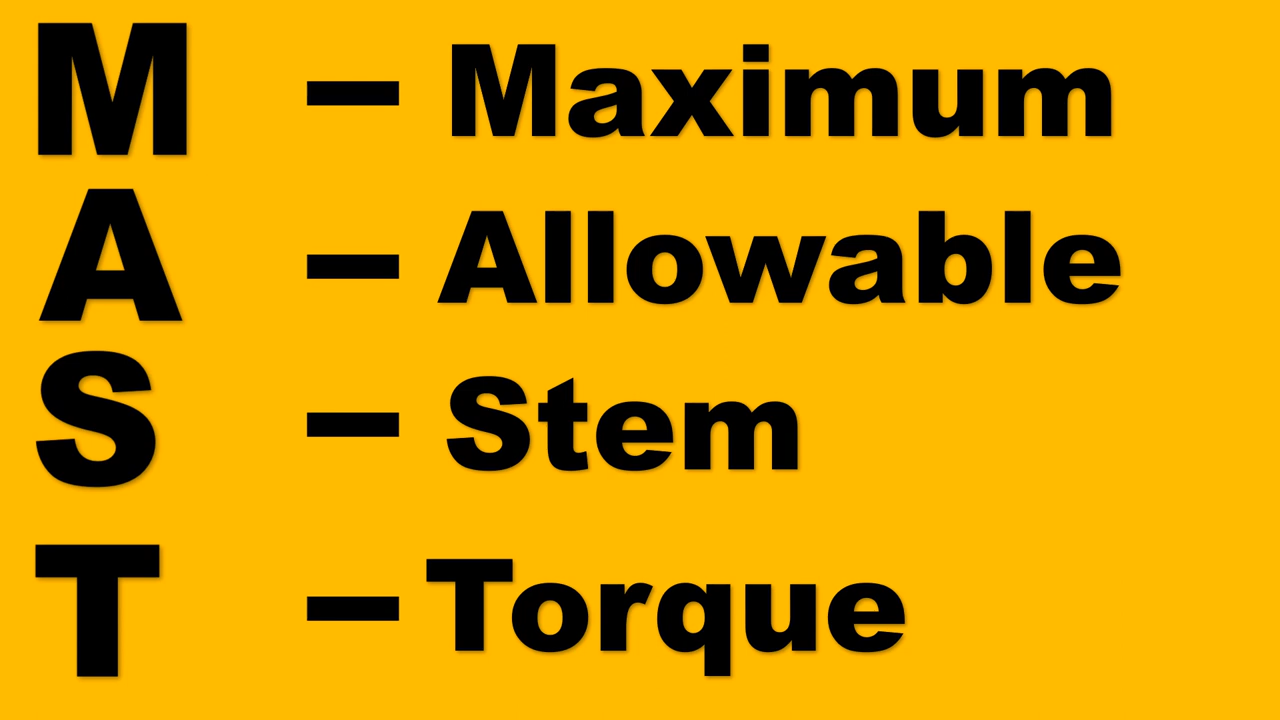 M - Maximum
A - Allowable
S - Stem
T - Torque